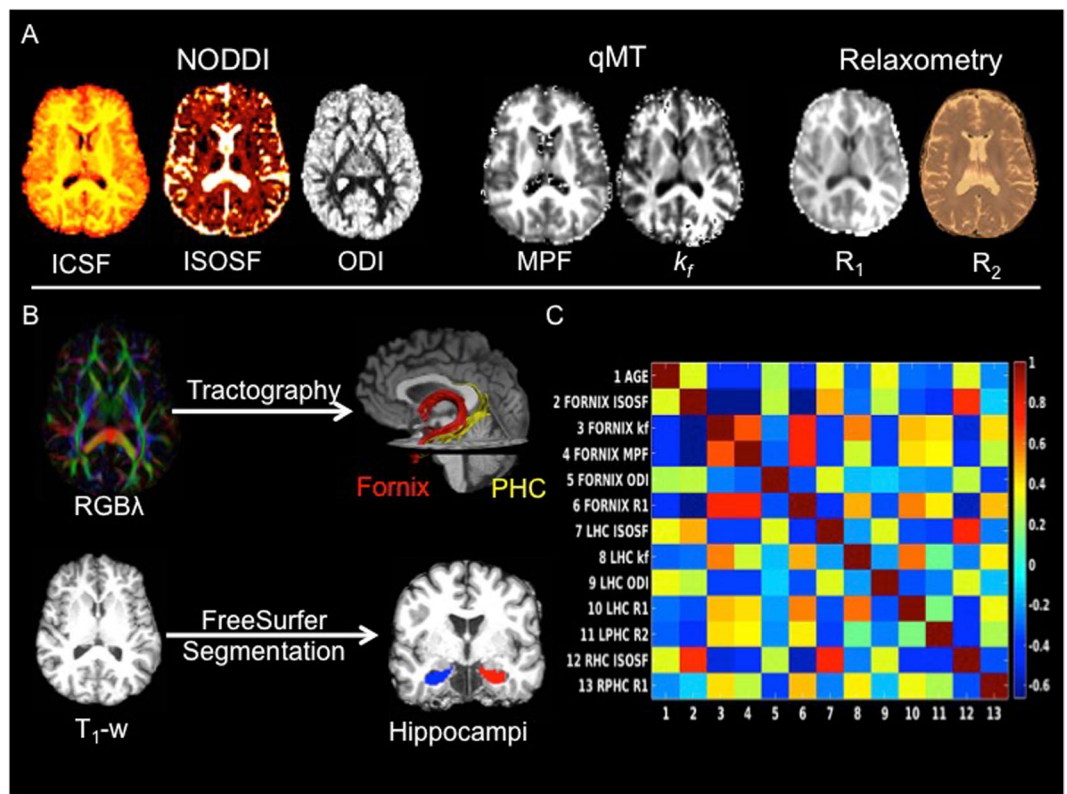 A
NODDI
qMT
Relaxometry
ICSF
ISOSF
ODI
MPF
kf
R1
R2
B
Tractography
RGBλ
Fornix
PHC
FreeSurfer
Segmentation
T1-w
Hippocampi
C
1 AGE
2 FORNIX ISOSF
3 FORNIX kf
4 FORNIX MPF
5 FORNIX ODI
6 FORNIX R1
7 LHC ISOSF
8 LHC kf
9 LHC ODI
10 LHC R1
11 LPHC R2
12 RHC ISOSF
13 RPHC R1
1 2 3 4 5 6 7 8 9 10 11 12 13
1
0.8
0.6
0.4
0.2
0
-0.2
-0.4
-0.6